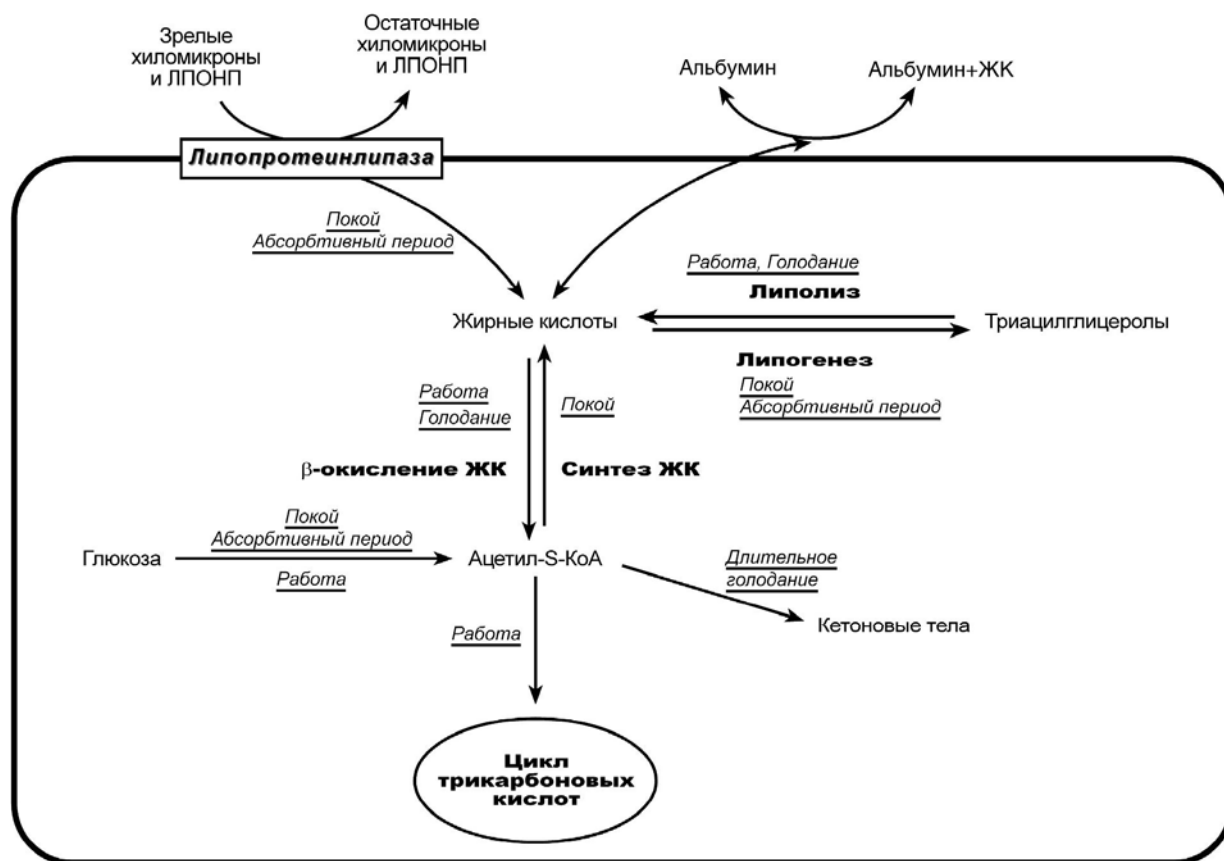 Зрелые
хиломикроны
и ЛПОНП
Остаточные
хиломикроны
и ЛПОНП
Альбумин
Альбумин+ЖК
Липопротеинлипаза
Покой
Абсорбтивный период
Работа, Голодание
Липолиз
Жирные кислоты
Триацилглицеролы
Липогенез
Покой
Абсорбтивный период
Работа
Голодание
Покой
β-окисление ЖК
Синтез ЖК
Покой
Абсорбтивный период
Глюкоза
Работа
Ацетил-S-КоА
Длительное
голодание
Кетоновые тела
Работа
Цикл
трикарбоновых
кислот